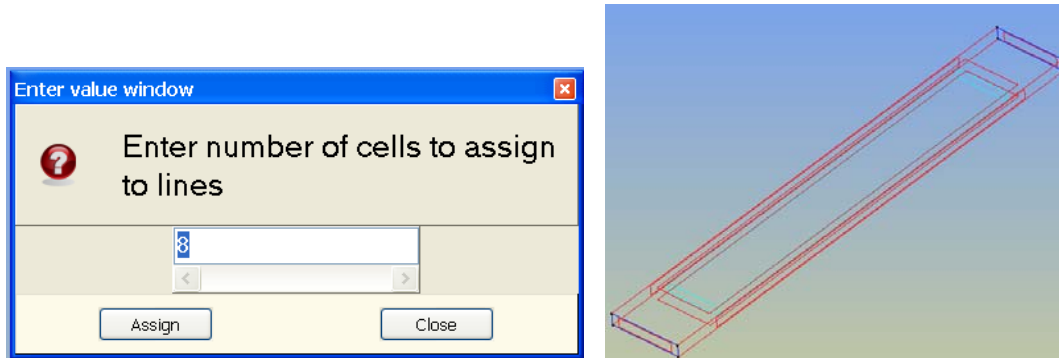 Enter value window
Enter number of cells to assign
to lines
8
Assign
Close